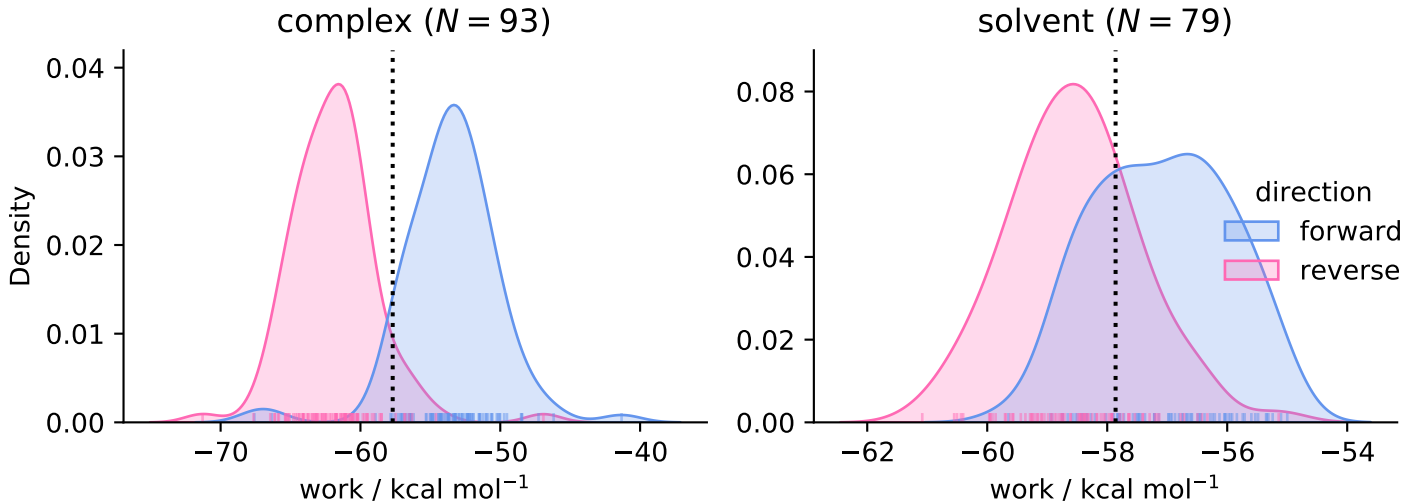 complex (N = 93)
Density
0.04
0.03
0.02
0.01
0.00
−70 −60 −50 −40
work / kcal mol⁻¹
solvent (N = 79)
0.08
0.06
0.04
0.02
0.00
−62 −60 −58 −56 −54
work / kcal mol⁻¹
direction
forward
reverse